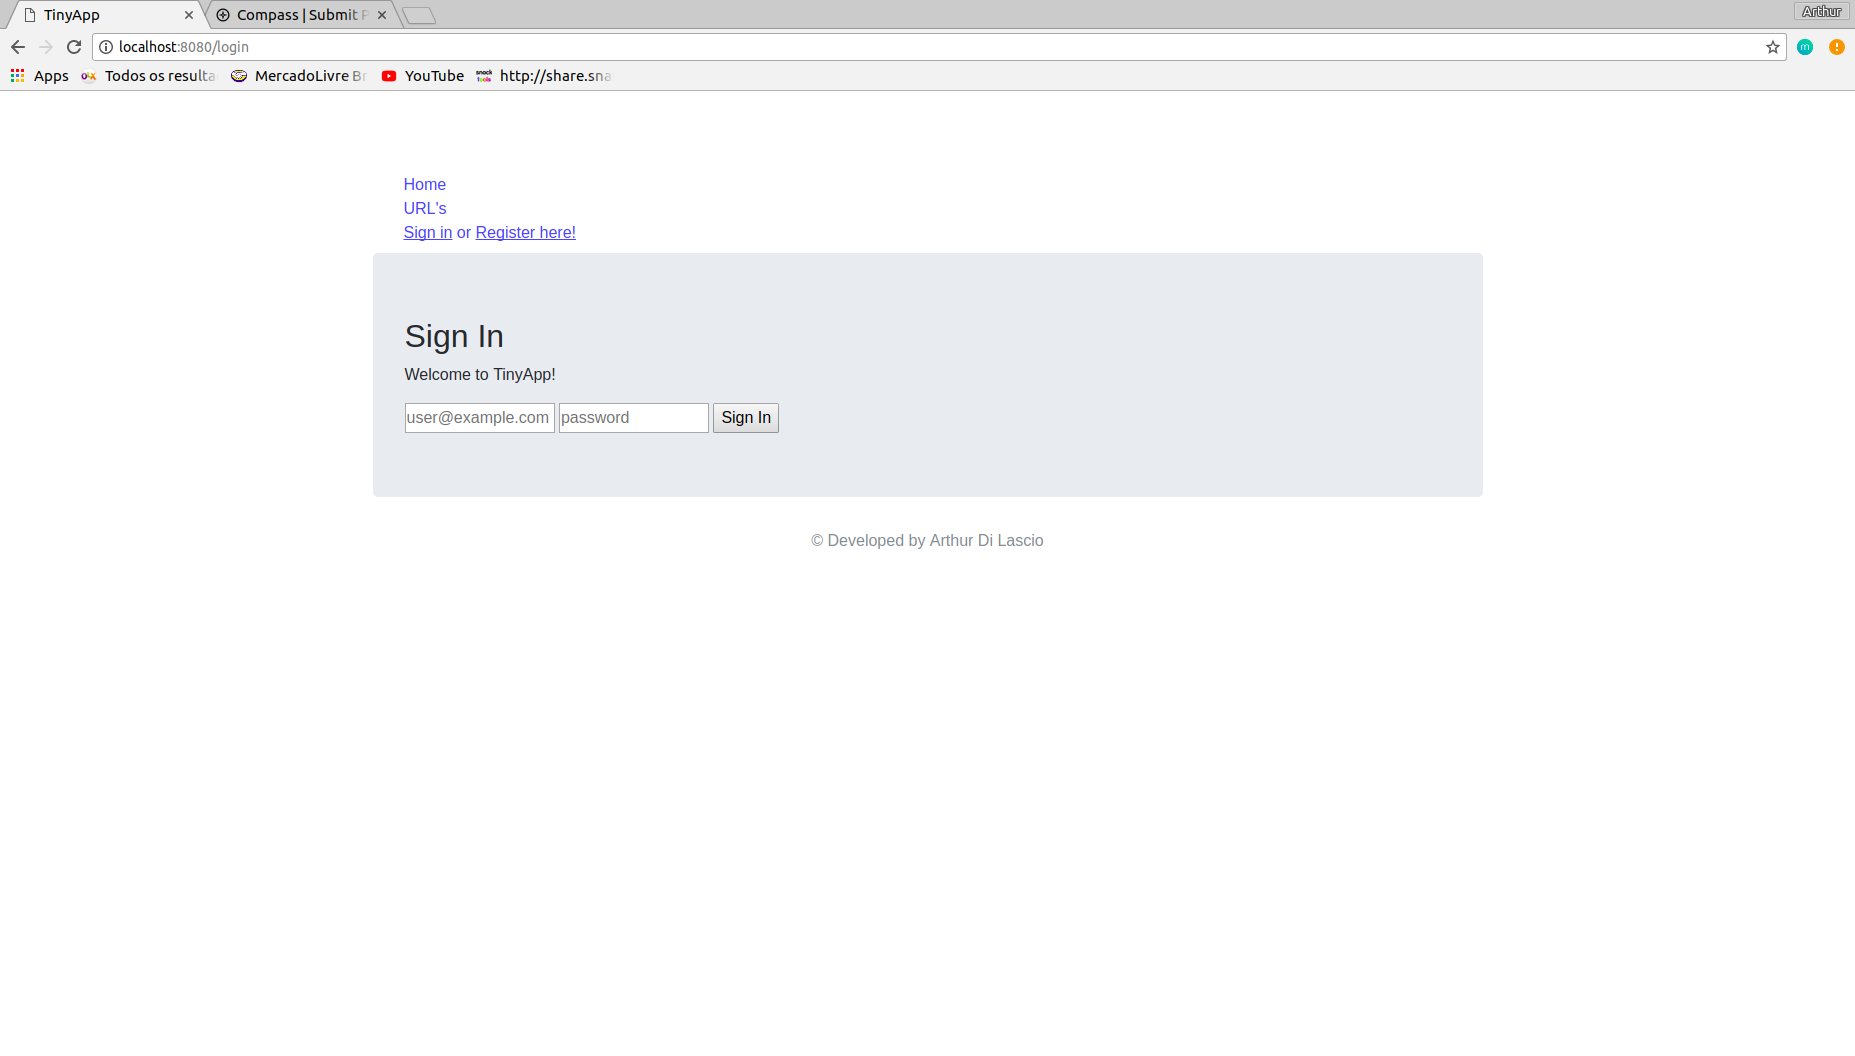 TinyApp
Compass | Submit
Arthur
localhost:8080/login
Apps
Todos os
MercadoLivre
YouTube
http://share.sna
Home
URL's
Sign in or Register here!
Sign In
Welcome to TinyApp!
user@example.com password Sign In
© Developed by Arthur Di Lascio